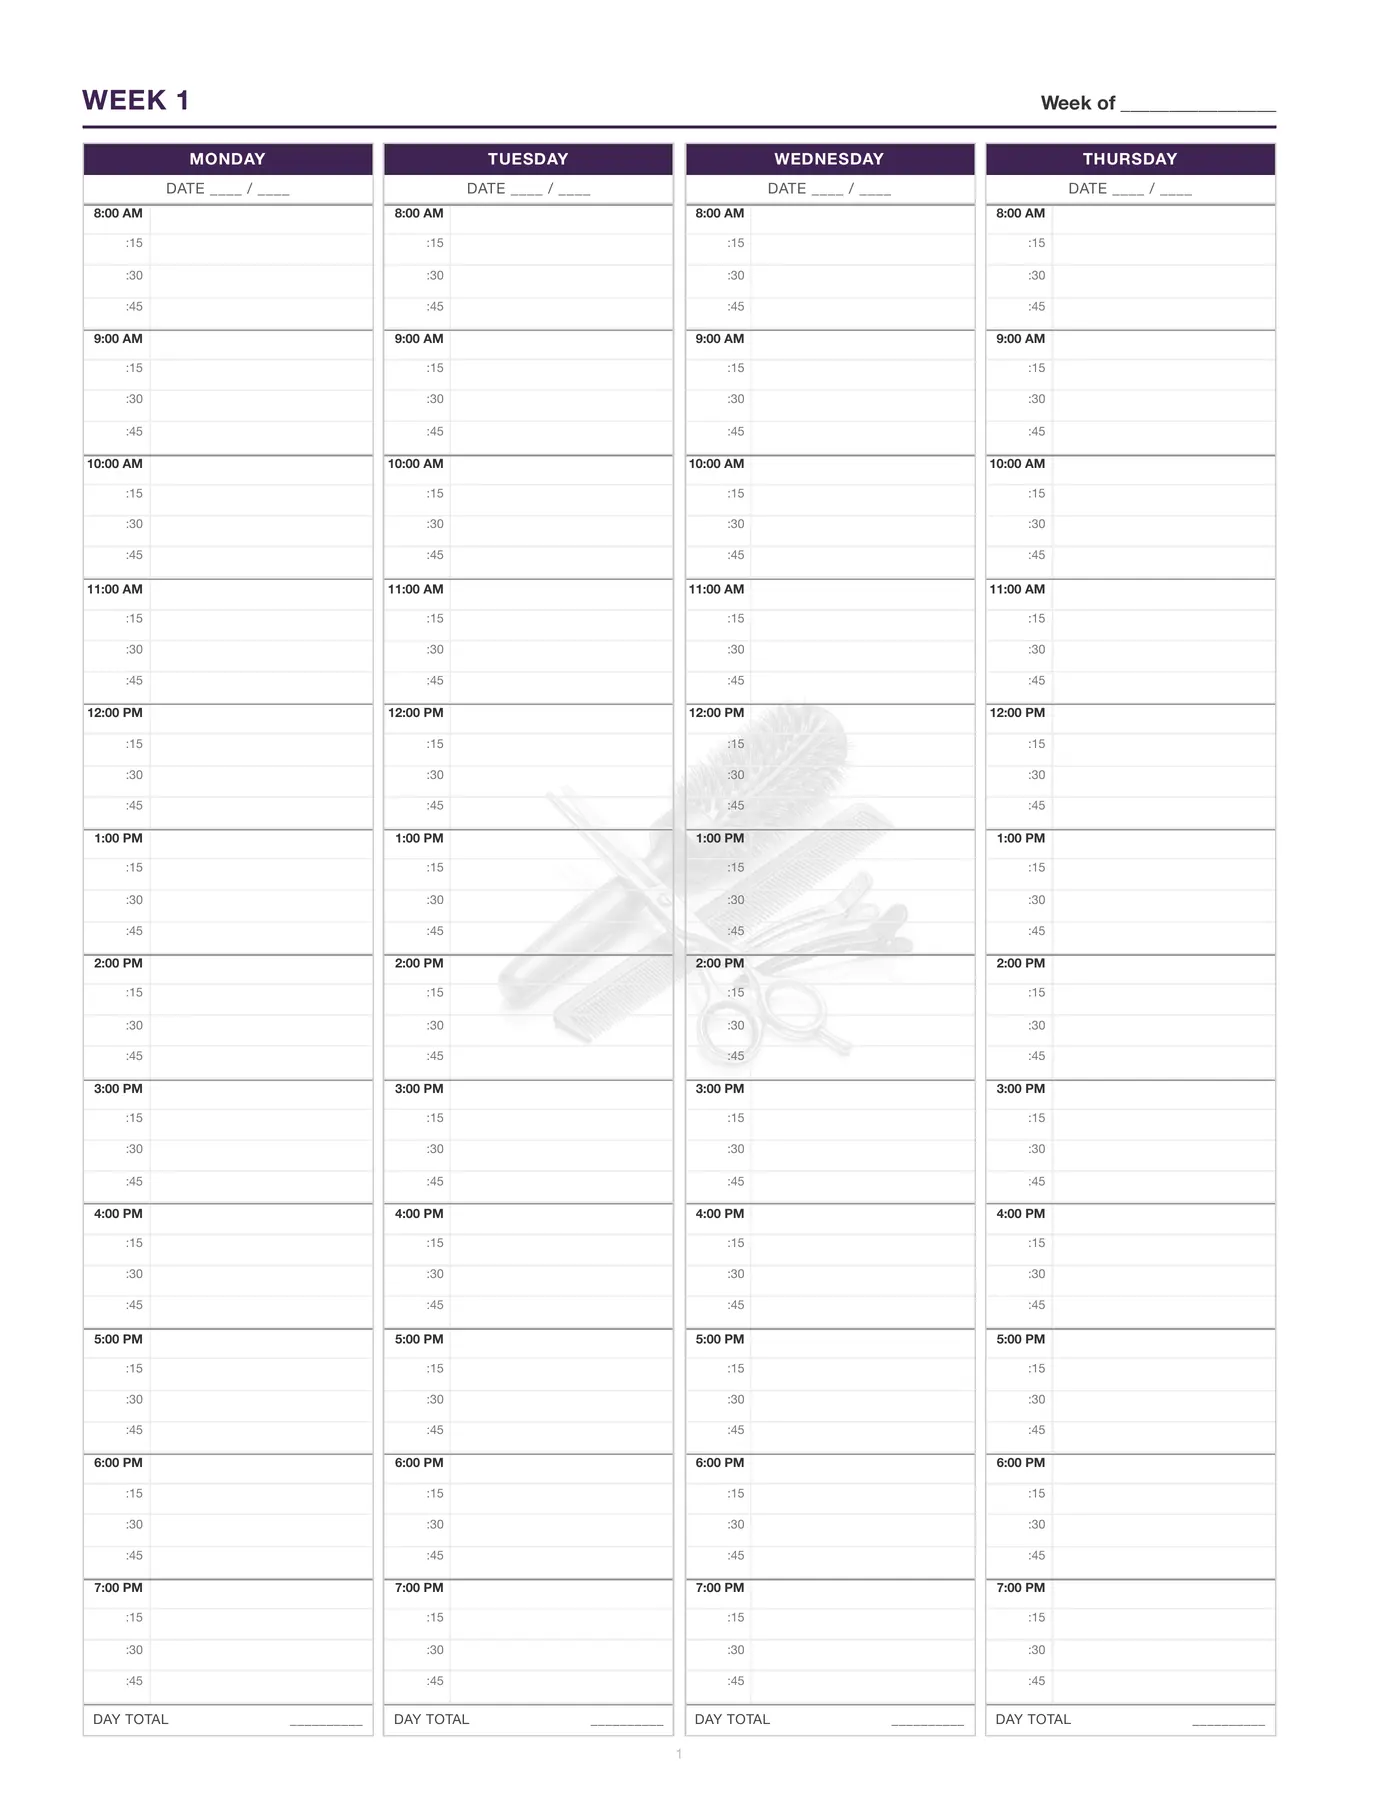 WEEK 1 Week of ________________
MONDAY TUESDAY WEDNESDAY THURSDAY
DATE ____ / ____ DATE ____ / ____ DATE ____ / ____ DATE ____ / ____
8:00 AM 8:00 AM 8:00 AM 8:00 AM
:15 :15 :15 :15
:30 :30 :30 :30
:45 :45 :45 :45
9:00 AM 9:00 AM 9:00 AM 9:00 AM
:15 :15 :15 :15
:30 :30 :30 :30
:45 :45 :45 :45
10:00 AM 10:00 AM 10:00 AM 10:00 AM
:15 :15 :15 :15
:30 :30 :30 :30
:45 :45 :45 :45
11:00 AM 11:00 AM 11:00 AM 11:00 AM
:15 :15 :15 :15
:30 :30 :30 :30
:45 :45 :45 :45
12:00 PM 12:00 PM 12:00 PM 12:00 PM
:15 :15 :15 :15
:30 :30 :30 :30
:45 :45 :45 :45
1:00 PM 1:00 PM 1:00 PM 1:00 PM
:15 :15 :15 :15
:30 :30 :30 :30
:45 :45 :45 :45
2:00 PM 2:00 PM 2:00 PM 2:00 PM
:15 :15 :15 :15
:30 :30 :30 :30
:45 :45 :45 :45
3:00 PM 3:00 PM 3:00 PM 3:00 PM
:15 :15 :15 :15
:30 :30 :30 :30
:45 :45 :45 :45
4:00 PM 4:00 PM 4:00 PM 4:00 PM
:15 :15 :15 :15
:30 :30 :30 :30
:45 :45 :45 :45
5:00 PM 5:00 PM 5:00 PM 5:00 PM
:15 :15 :15 :15
:30 :30 :30 :30
:45 :45 :45 :45
6:00 PM 6:00 PM 6:00 PM 6:00 PM
:15 :15 :15 :15
:30 :30 :30 :30
:45 :45 :45 :45
7:00 PM 7:00 PM 7:00 PM 7:00 PM
:15 :15 :15 :15
:30 :30 :30 :30
:45 :45 :45 :45
DAY TOTAL __________ DAY TOTAL __________ DAY TOTAL __________ DAY TOTAL __________
1